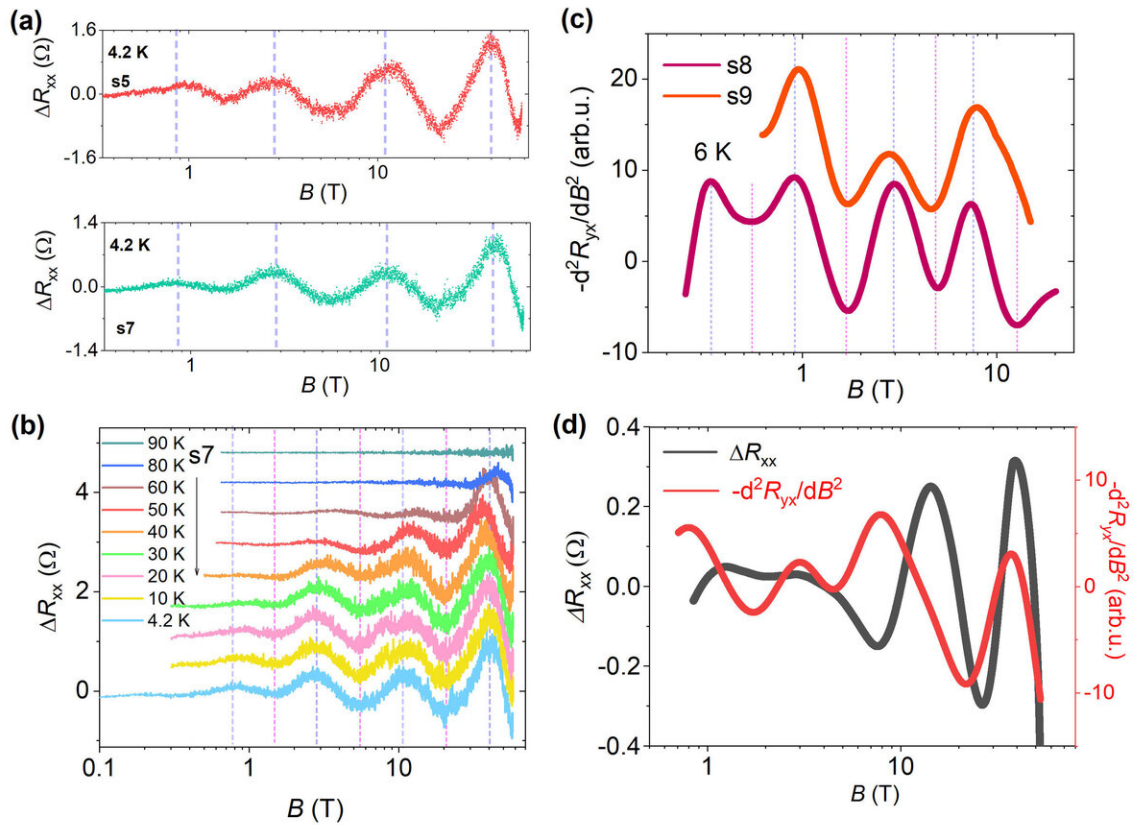 (a)
1.6
0.0
-1.6
ΔRxx (Ω)
4.2 K
s5
1
10
B (T)
1.4
0.0
-1.4
ΔRxx (Ω)
4.2 K
s7
1
10
B (T)
(b)
90 K
80 K
60 K
50 K
40 K
30 K
20 K
10 K
4.2 K
s7
4
2
0
ΔRxx (Ω)
0.1
1
10
B (T)
(c)
s8
s9
6 K
20
10
0
-10
-d²Ryx/dB² (arb.u.)
1
10
B (T)
(d)
ΔRxx
-d²Ryx/dB²
0.4
0.2
0.0
-0.2
-0.4
ΔRxx (Ω)
10
0
-10
-d²Ryx/dB² (arb.u.)
1
10
B (T)